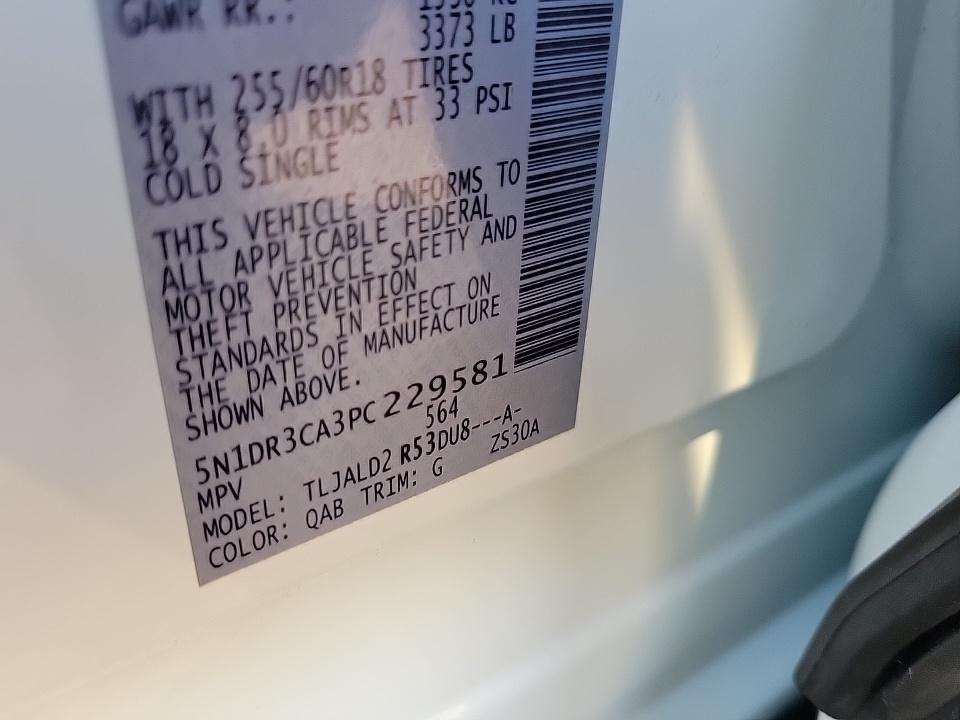 GAWR RR.:
3373 LB
WITH 255/60R18 TIRES
18 X 8.0 RIMS AT 33 PSI
COLD SINGLE
THIS VEHICLE CONFORMS TO
ALL APPLICABLE FEDERAL
MOTOR VEHICLE SAFETY AND
THEFT PREVENTION
STANDARDS IN EFFECT ON
THE DATE OF MANUFACTURE
SHOWN ABOVE.
5N1DR3CA3PC229581
MPV 564
MODEL: TLJALD2 R53DU8---A-
COLOR: QAB TRIM: G ZS30A